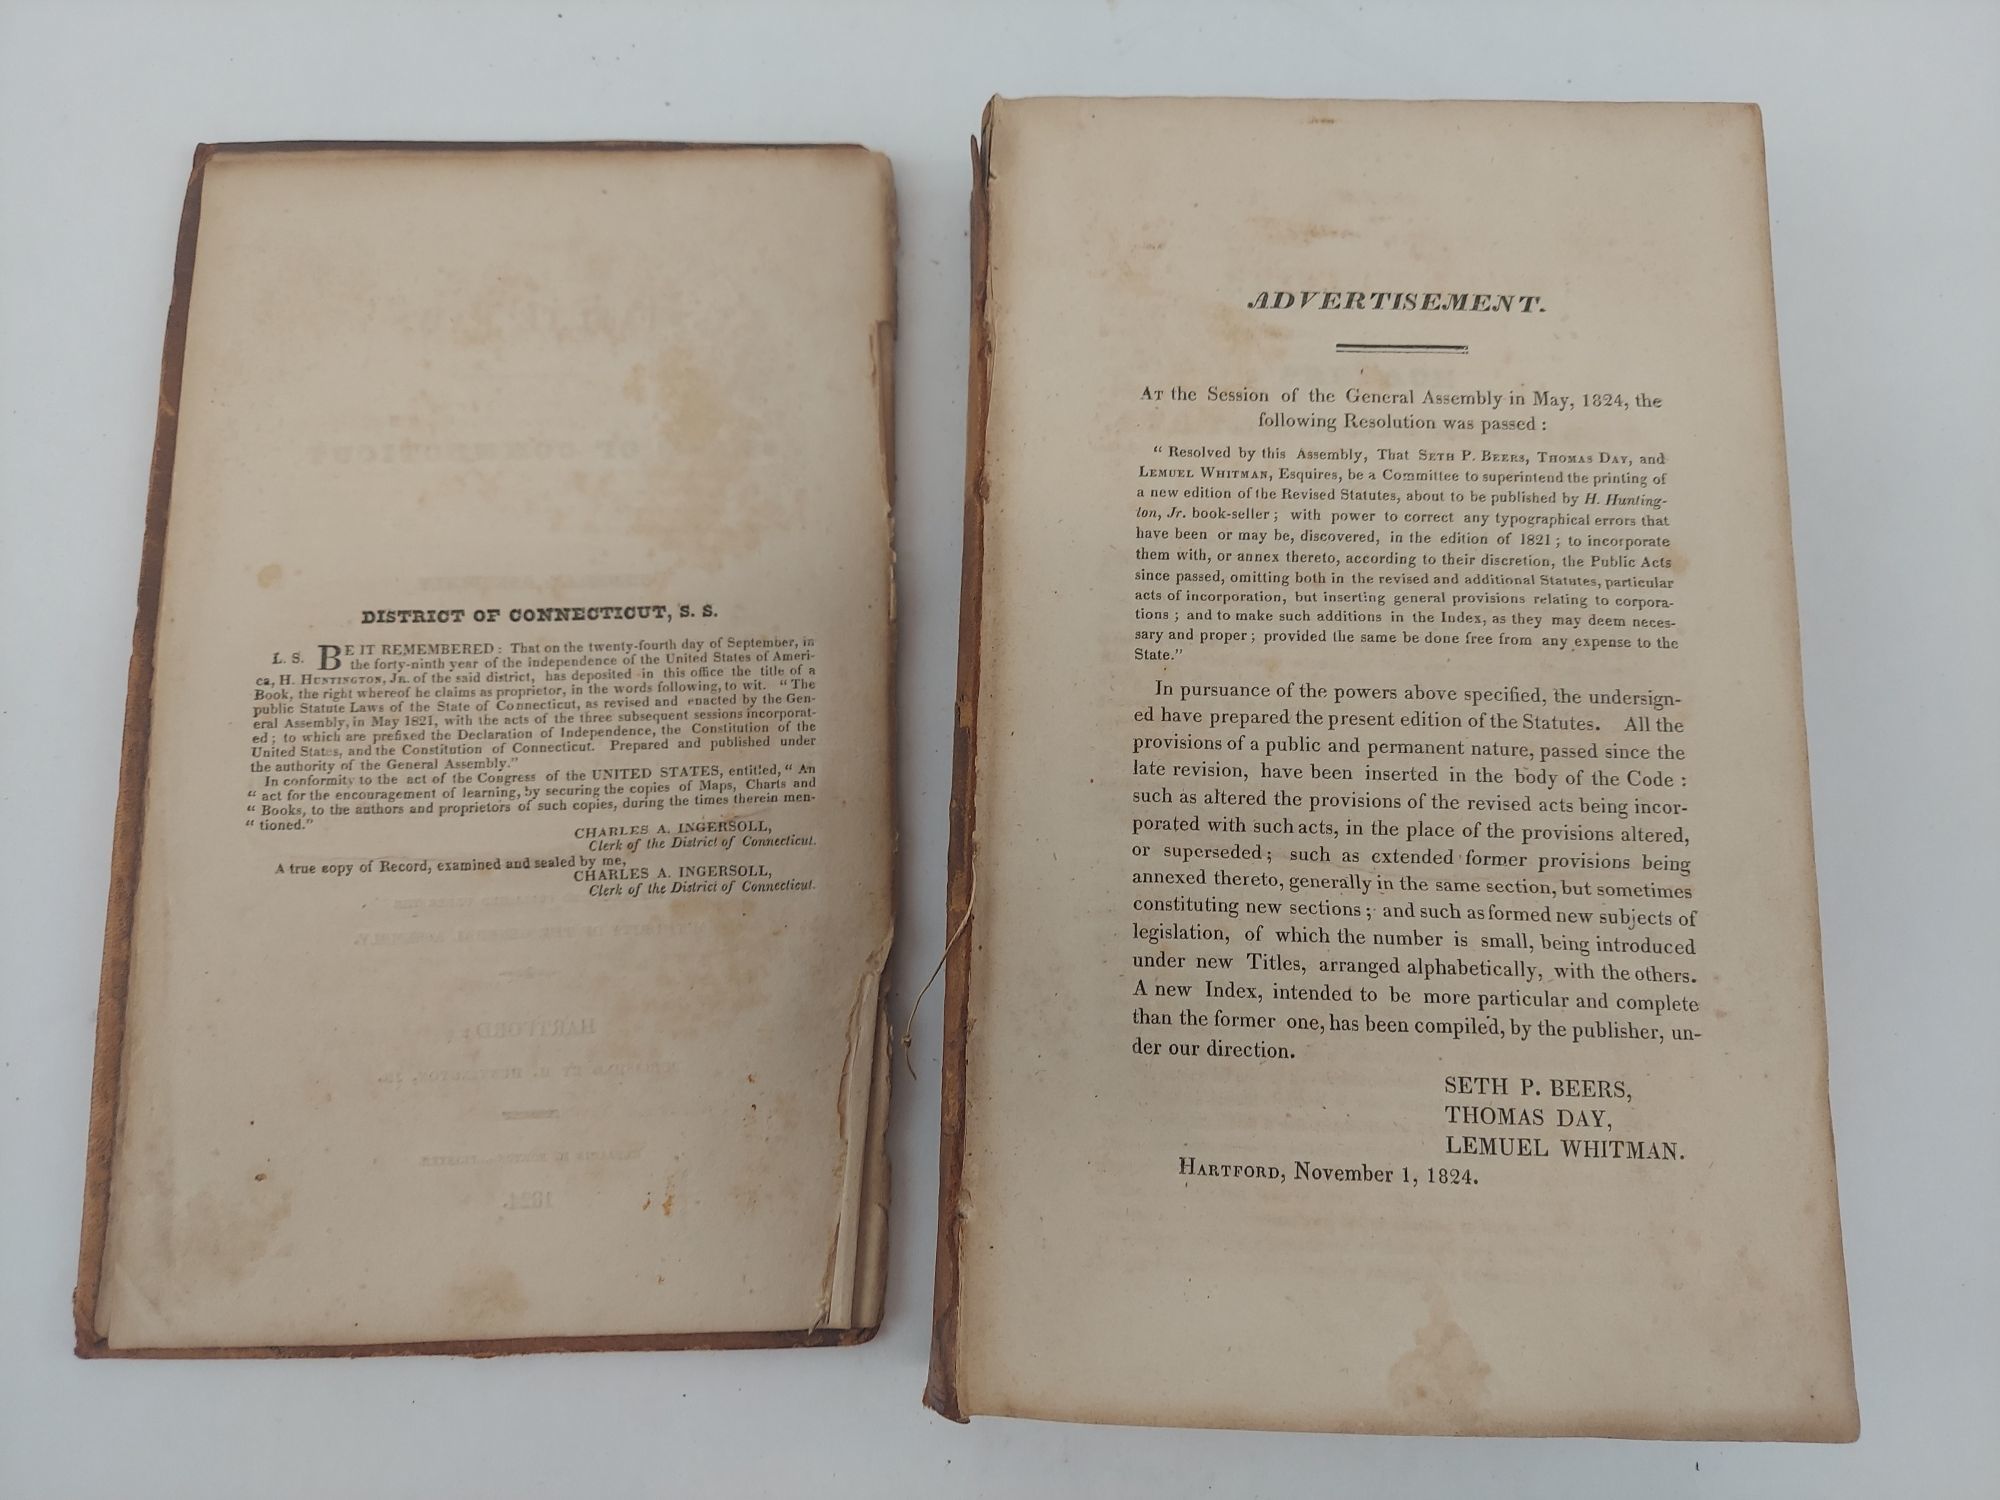 DISTRICT OF CONNECTICUT, S. S.
L. S. BE IT REMEMBERED: That on the twenty-fourth day of September, in
the forty-ninth year of the independence of the United States of Ameri-
ca, H. HUNTINGTON, JR. of the said district, has deposited in this office the title of a
Book, the right whereof he claims as proprietor, in the words following, to wit. "The
public Statute Laws of the State of Connecticut, as revised and enacted by the Gen-
eral Assembly, in May 1821, with the acts of the three subsequent sessions incorporat-
ed; to which are prefixed the Declaration of Independence, the Constitution of the
United States, and the Constitution of Connecticut. Prepared and published under
the authority of the General Assembly."
In conformity to the act of the Congress of the UNITED STATES, entitled, "An
" act for the encouragement of learning, by securing the copies of Maps, Charts and
" Books, to the authors and proprietors of such copies, during the times therein men-
" tioned."
CHARLES A. INGERSOLL,
Clerk of the District of Connecticut.
A true copy of Record, examined and sealed by me,
CHARLES A. INGERSOLL,
Clerk of the District of Connecticut.
ADVERTISEMENT.
AT the Session of the General Assembly in May, 1824, the
following Resolution was passed :
" Resolved by this Assembly, That SETH P. BEERS, THOMAS DAY, and
LEMUEL WHITMAN, Esquires, be a Committee to superintend the printing of
a new edition of the Revised Statutes, about to be published by H. Hunting-
ton, Jr. book-seller ; with power to correct any typographical errors that
have been or may be, discovered, in the edition of 1821 ; to incorporate
them with, or annex thereto, according to their discretion, the Public Acts
since passed, omitting both in the revised and additional Statutes, particular
acts of incorporation, but inserting general provisions relating to corpora-
tions ; and to make such additions in the Index, as they may deem neces-
sary and proper ; provided the same be done free from any expense to the
State."
In pursuance of the powers above specified, the undersign-
ed have prepared the present edition of the Statutes. All the
provisions of a public and permanent nature, passed since the
late revision, have been inserted in the body of the Code :
such as altered the provisions of the revised acts being incor-
porated with such acts, in the place of the provisions altered,
or superseded ; such as extended former provisions being
annexed thereto, generally in the same section, but sometimes
constituting new sections ; and such as formed new subjects of
legislation, of which the number is small, being introduced
under new Titles, arranged alphabetically, with the others.
A new Index, intended to be more particular and complete
than the former one, has been compiled, by the publisher, un-
der our direction.
SETH P. BEERS,
THOMAS DAY,
LEMUEL WHITMAN.
HARTFORD, November 1, 1824.